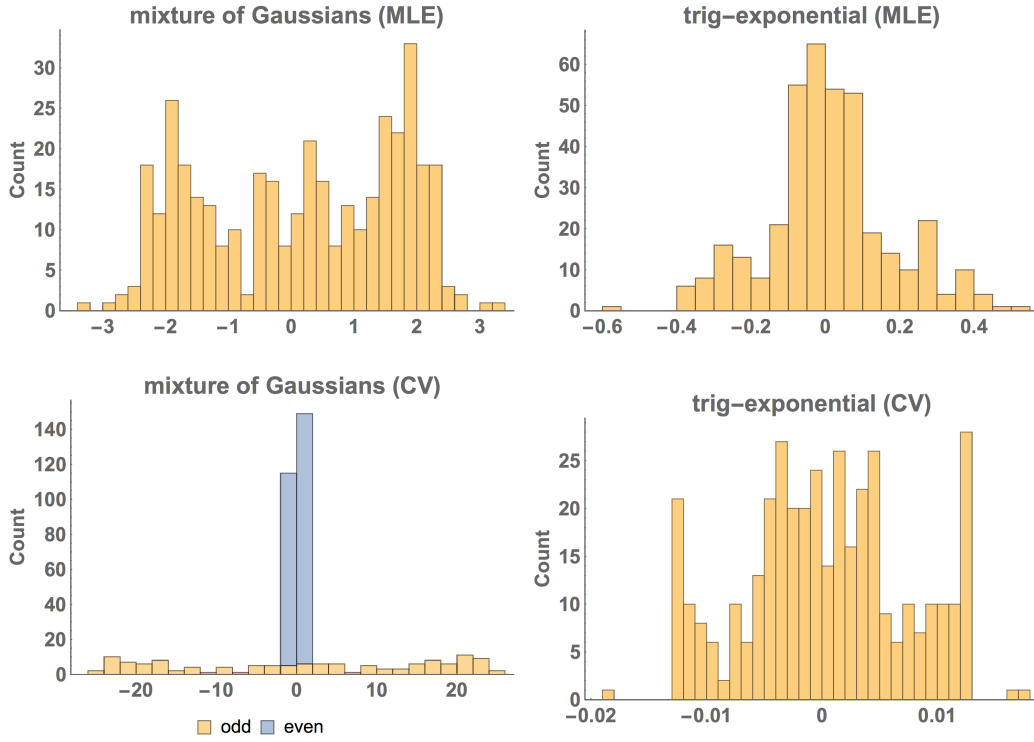 mixture of Gaussians (MLE)
30
25
20
15
10
5
0
Count
−3 −2 −1 0 1 2 3
trig−exponential (MLE)
60
50
40
30
20
10
0
Count
−0.6 −0.4 −0.2 0 0.2 0.4
mixture of Gaussians (CV)
140
120
100
80
60
40
20
0
Count
−20 −10 0 10 20
odd even
trig−exponential (CV)
25
20
15
10
5
0
Count
−0.02 −0.01 0 0.01